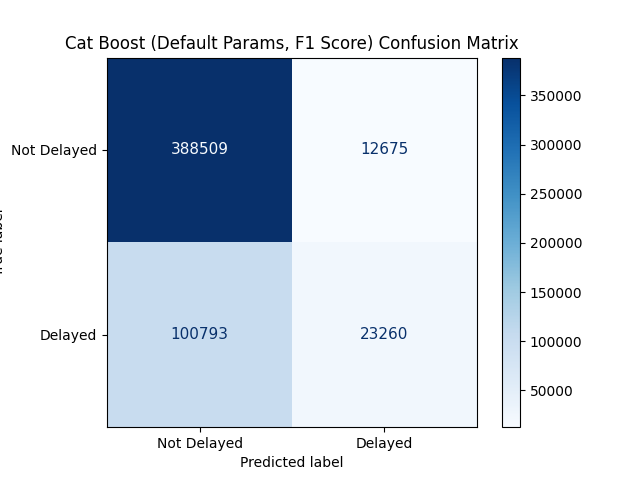 Cat Boost (Default Params, F1 Score) Confusion Matrix
Not Delayed
388509
12675
Delayed
100793
23260
Not Delayed
Delayed
Predicted label
350000
300000
250000
200000
150000
100000
50000